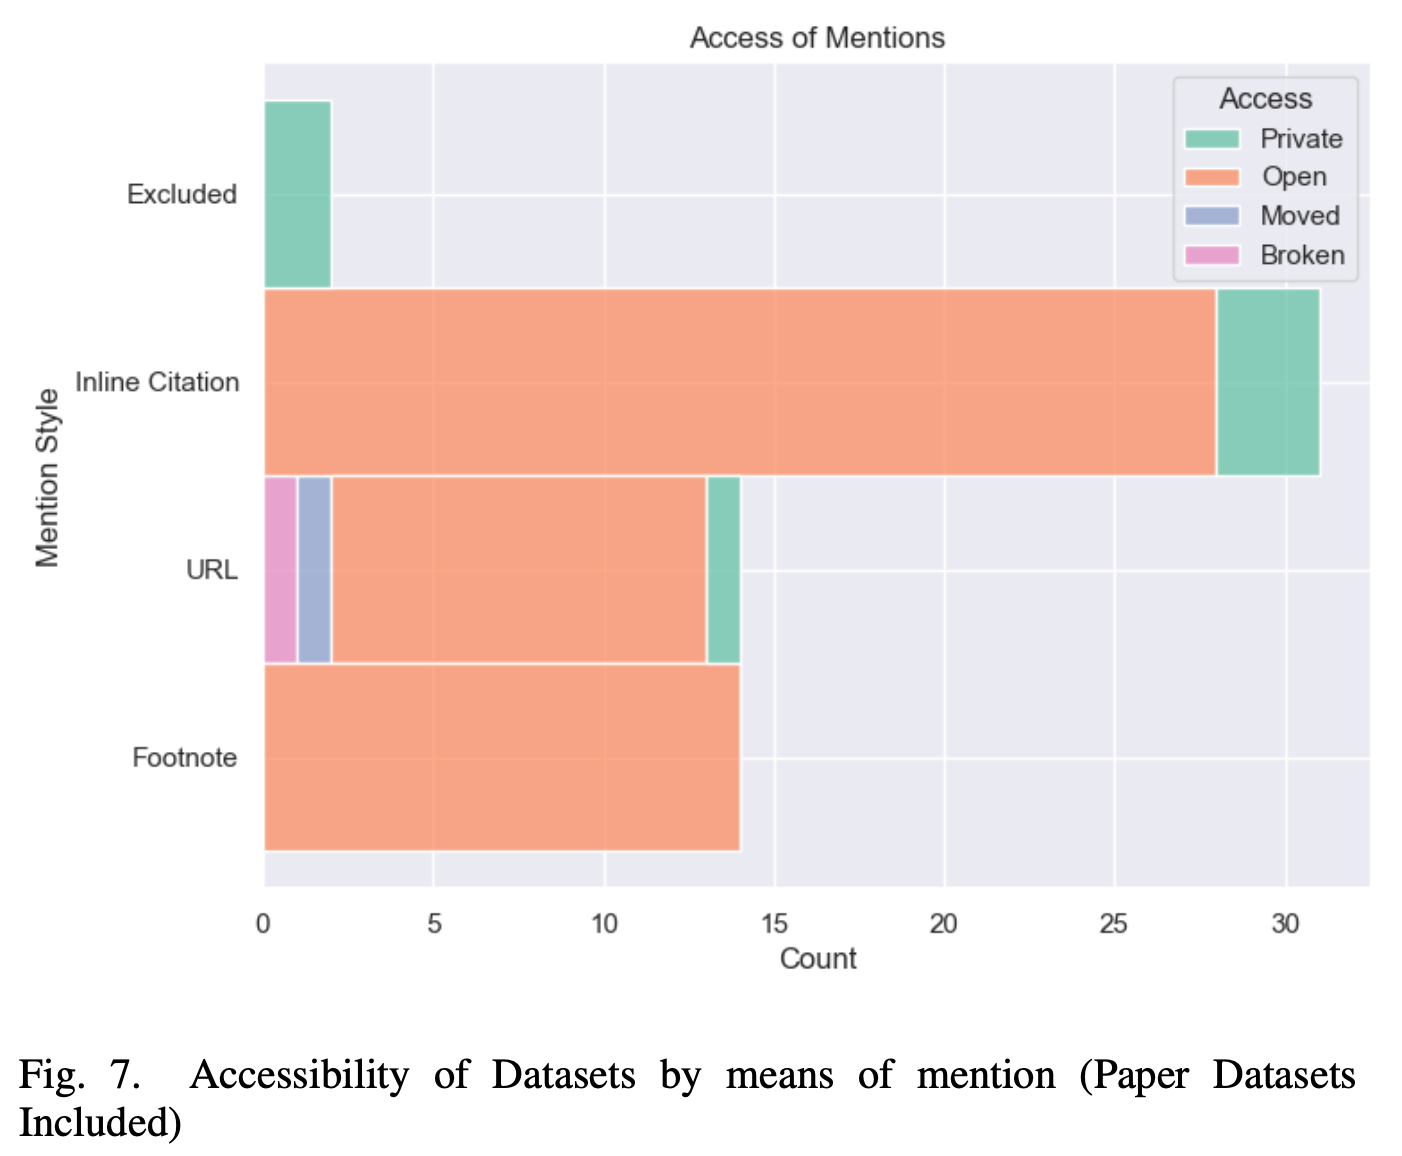 Access of Mentions
Access
Private
Open
Moved
Broken
Mention Style
Excluded
Inline Citation
URL
Footnote
0 5 10 15 20 25 30
Count
Fig. 7. Accessibility of Datasets by means of mention (Paper Datasets
Included)